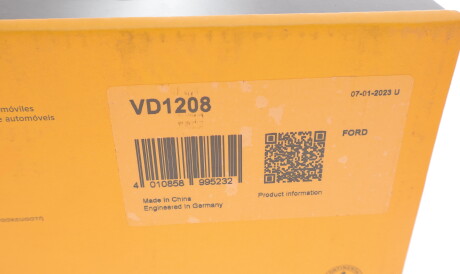 móviles
e automóveis
VD1208
07-01-2023 U
FORD
4 010858 995232
Product information
Made in China
Engineered in Germany